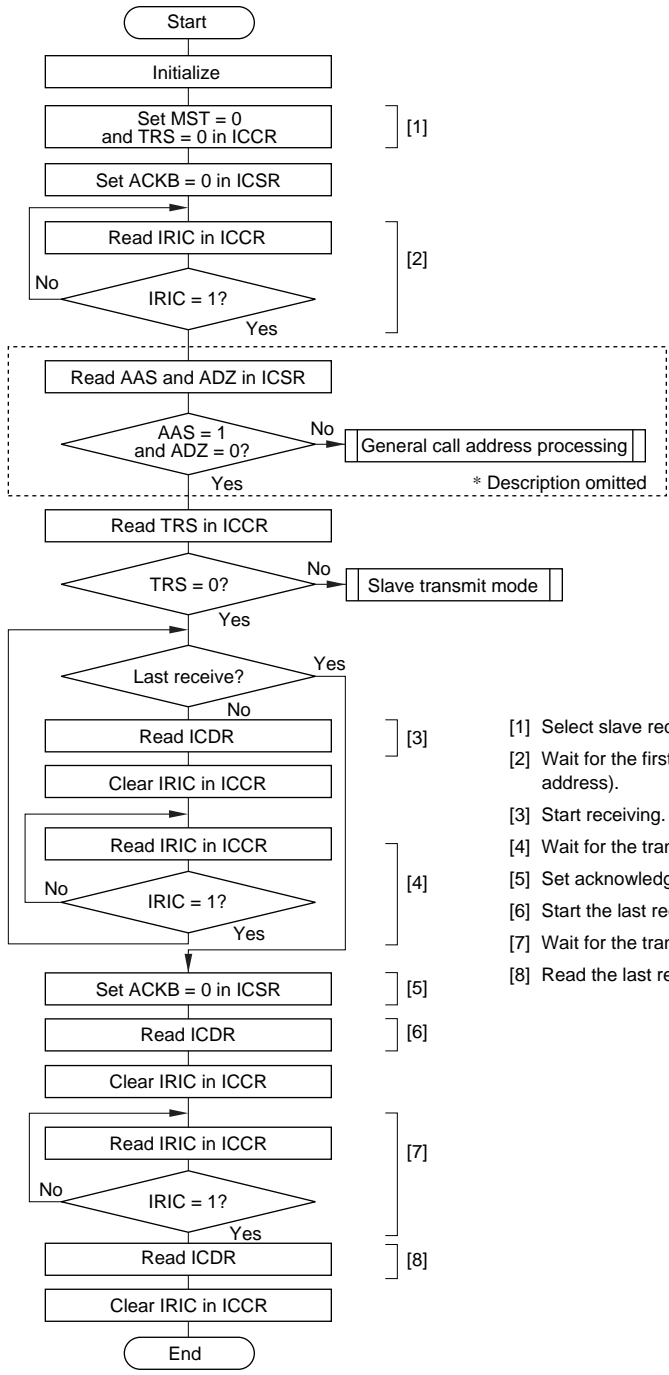 Start
Initialize
Set MST = 0
and TRS = 0 in ICCR
[1]
Set ACKB = 0 in ICSR
Read IRIC in ICCR
[2]
No
IRIC = 1?
Yes
Read AAS and ADZ in ICSR
AAS = 1
and ADZ = 0?
No
General call address processing
Yes
* Description omitted
Read TRS in ICCR
TRS = 0?
No
Slave transmit mode
Yes
Last receive?
Yes
No
Read ICDR
[3]
Clear IRIC in ICCR
Read IRIC in ICCR
[4]
No
IRIC = 1?
Yes
Set ACKB = 0 in ICSR
[5]
Read ICDR
[6]
Clear IRIC in ICCR
Read IRIC in ICCR
[7]
No
IRIC = 1?
Yes
Read ICDR
[8]
Clear IRIC in ICCR
End
[1] Select slave
[2] Wait for the
address).
[3] Start receiving.
[4] Wait for the
[5] Set
[6] Start the last
[7] Wait for the
[8] Read the last